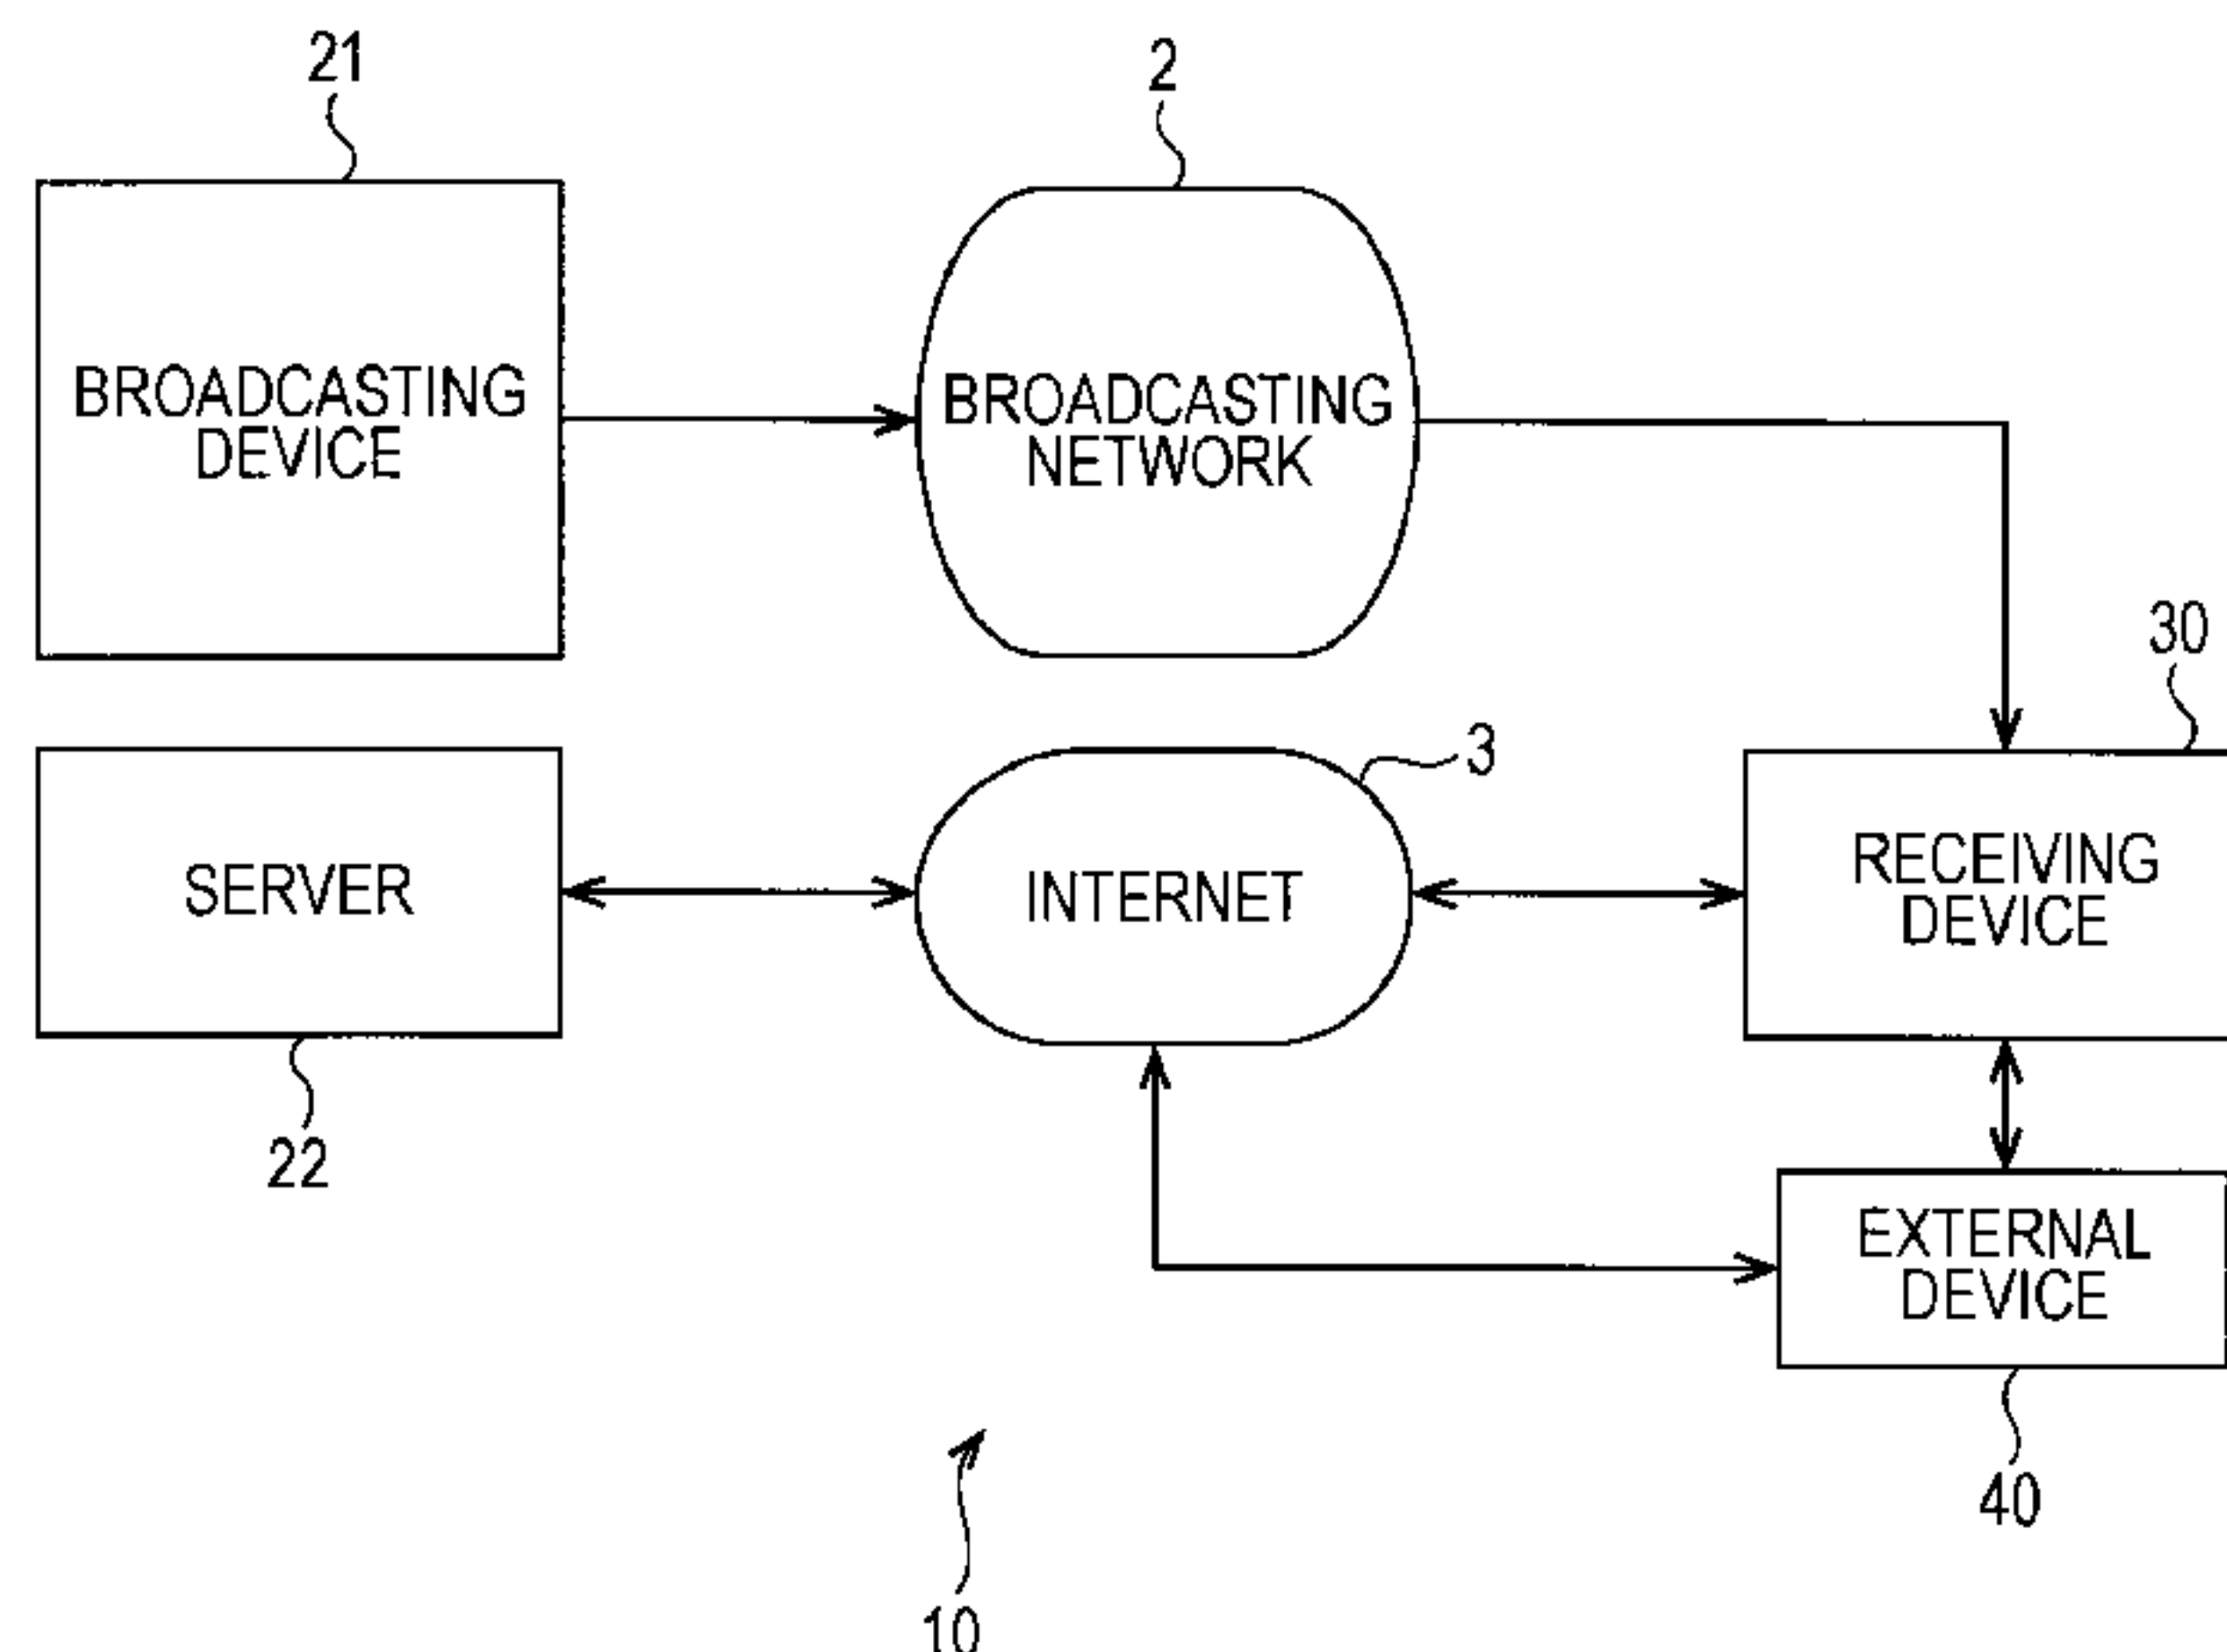 21
2
BROADCASTING
DEVICE
BROADCASTING
NETWORK
30
3
SERVER
INTERNET
RECEIVING
DEVICE
22
EXTERNAL
DEVICE
40
10